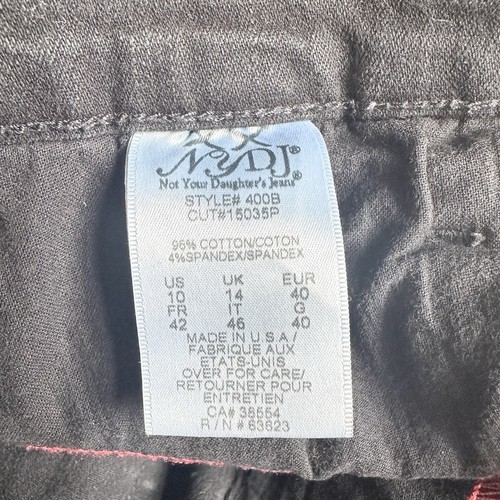 NYDJ®
Not Your Daughter's Jeans®
STYLE# 400B
CUT#15035P
96% COTTON/COTON
4%SPANDEX/SPANDEX
US UK EUR
10 14 40
FR IT G
42 46 40
MADE IN U.S.A/
FABRIQUE AUX
ETATS-UNIS
OVER FOR CARE/
RETOURNER POUR
ENTRETIEN
CA# 38554
R/N# 63623